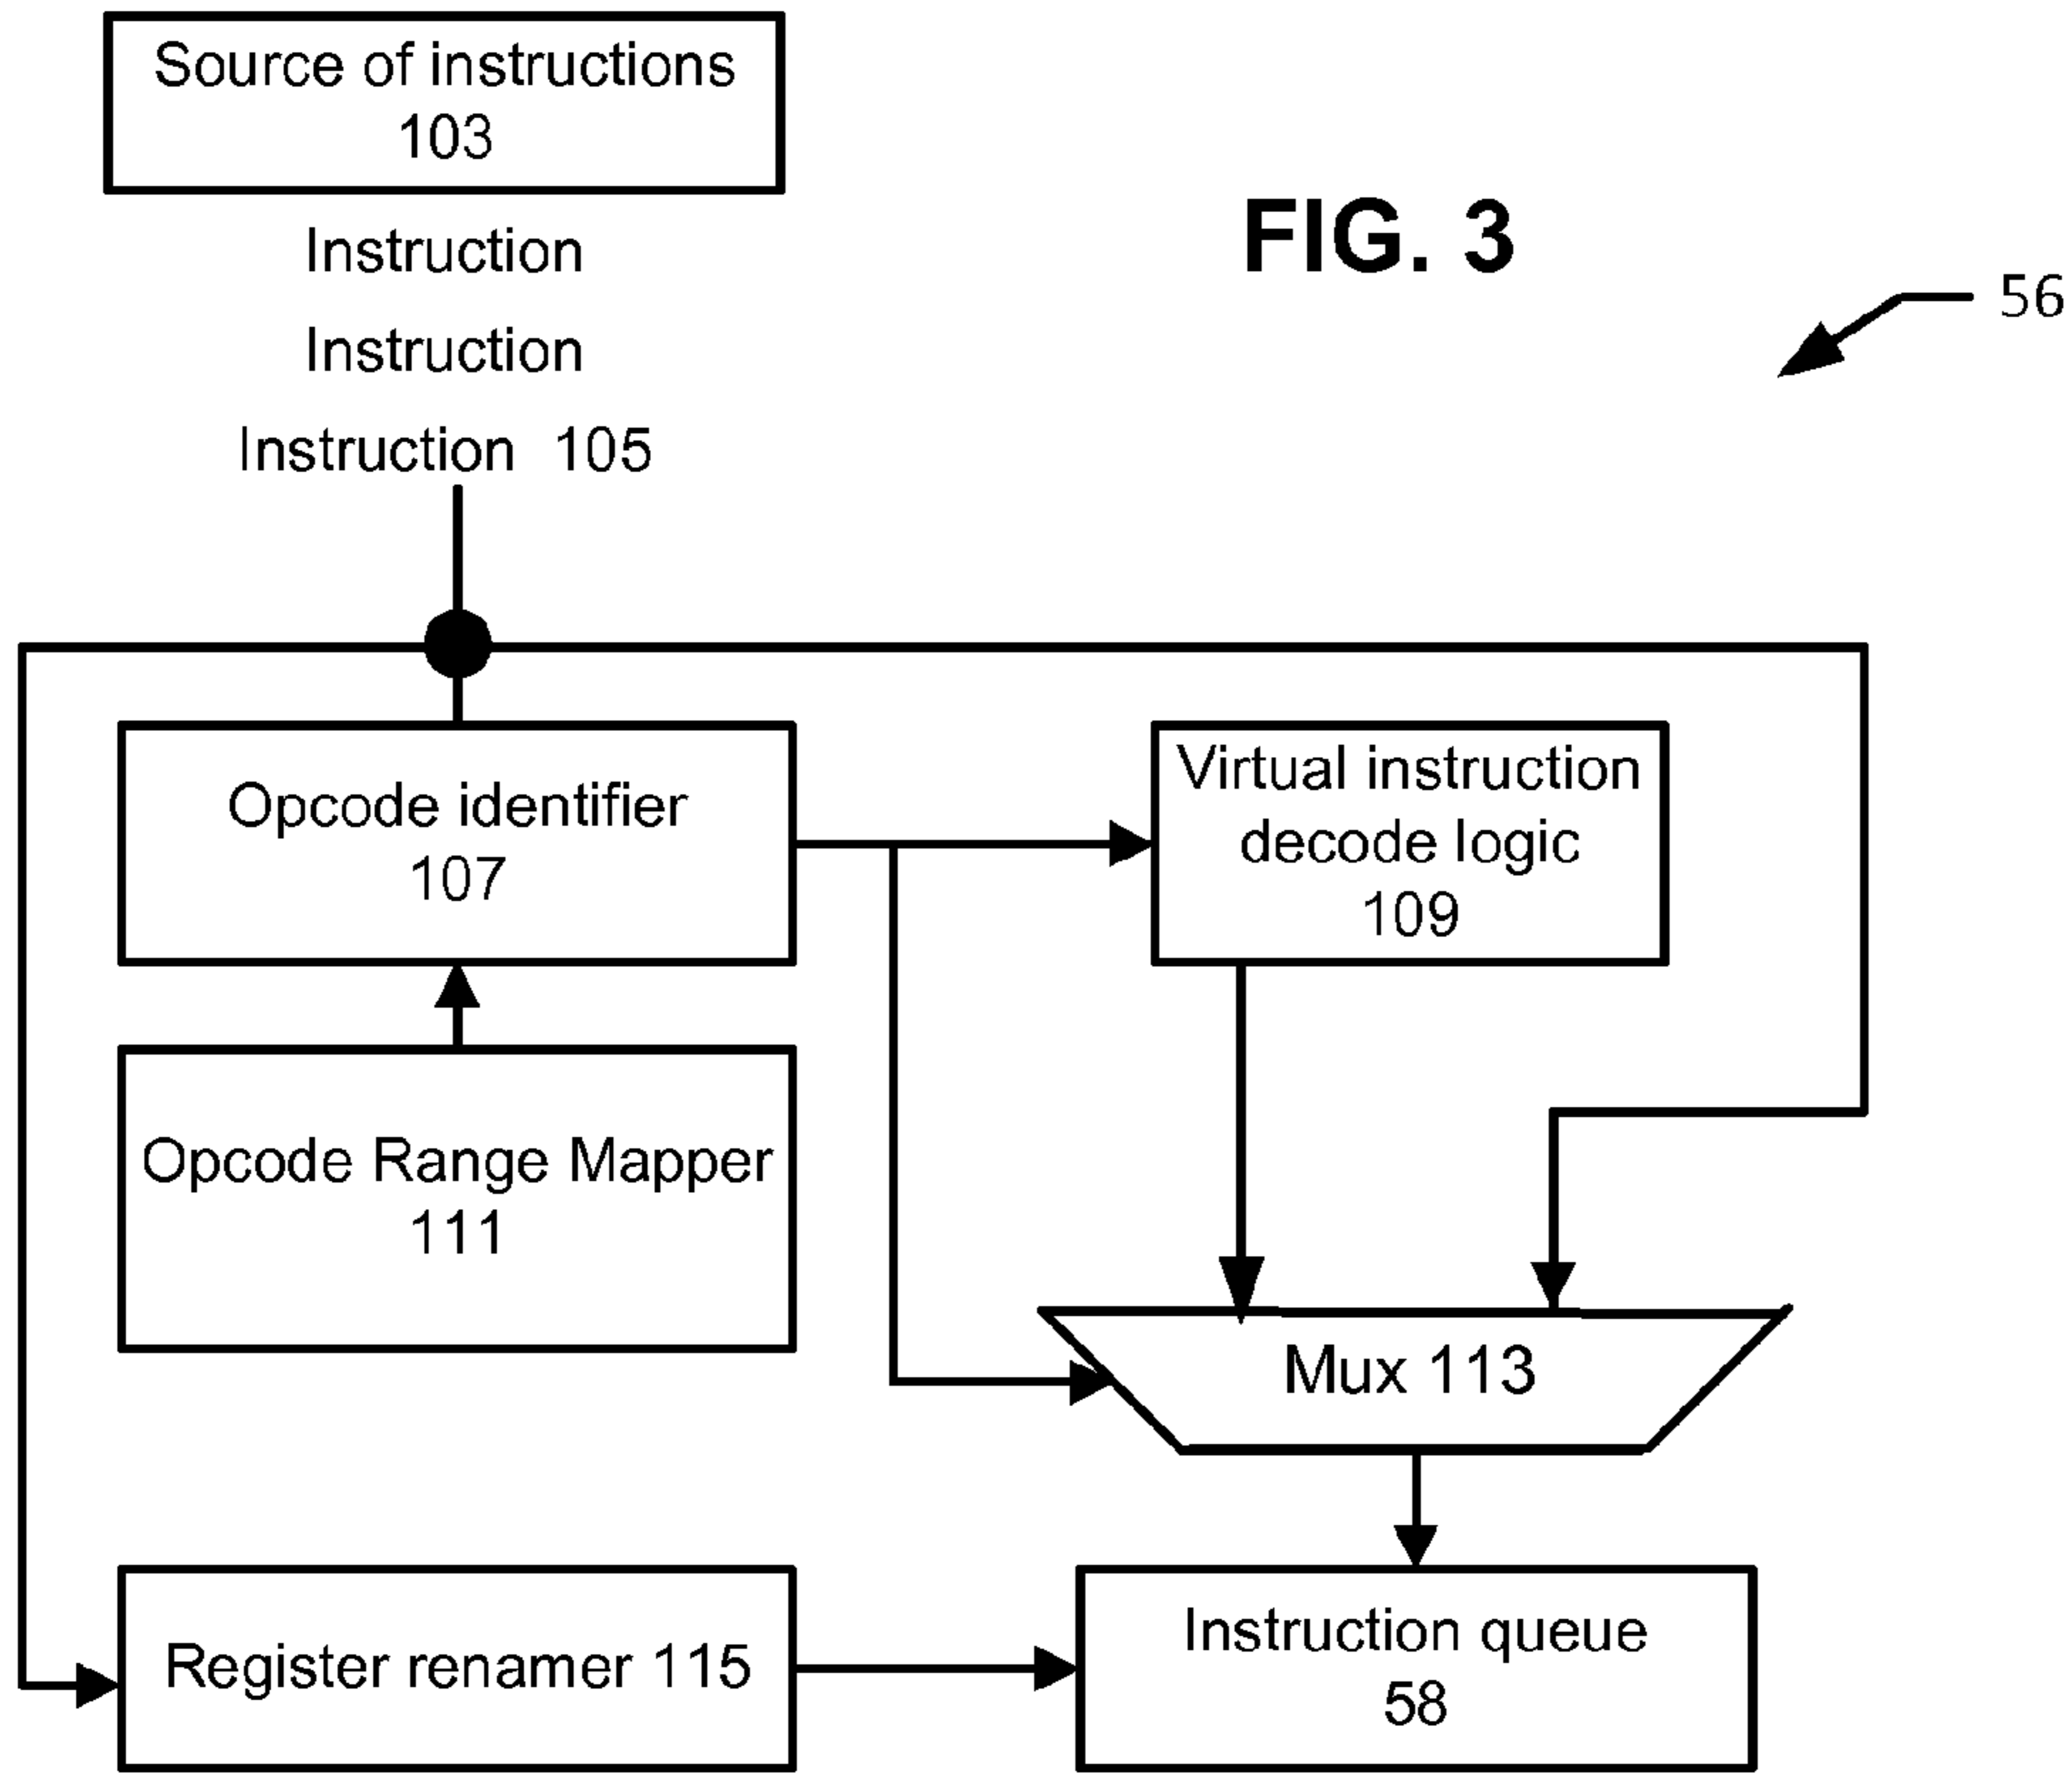 Source of instructions
103
Instruction
FIG. 3
56
Instruction
Instruction 105
Opcode identifier
107
Virtual instruction
decode logic
109
Opcode Range Mapper
111
Mux 113
Register renamer 115
Instruction queue
58